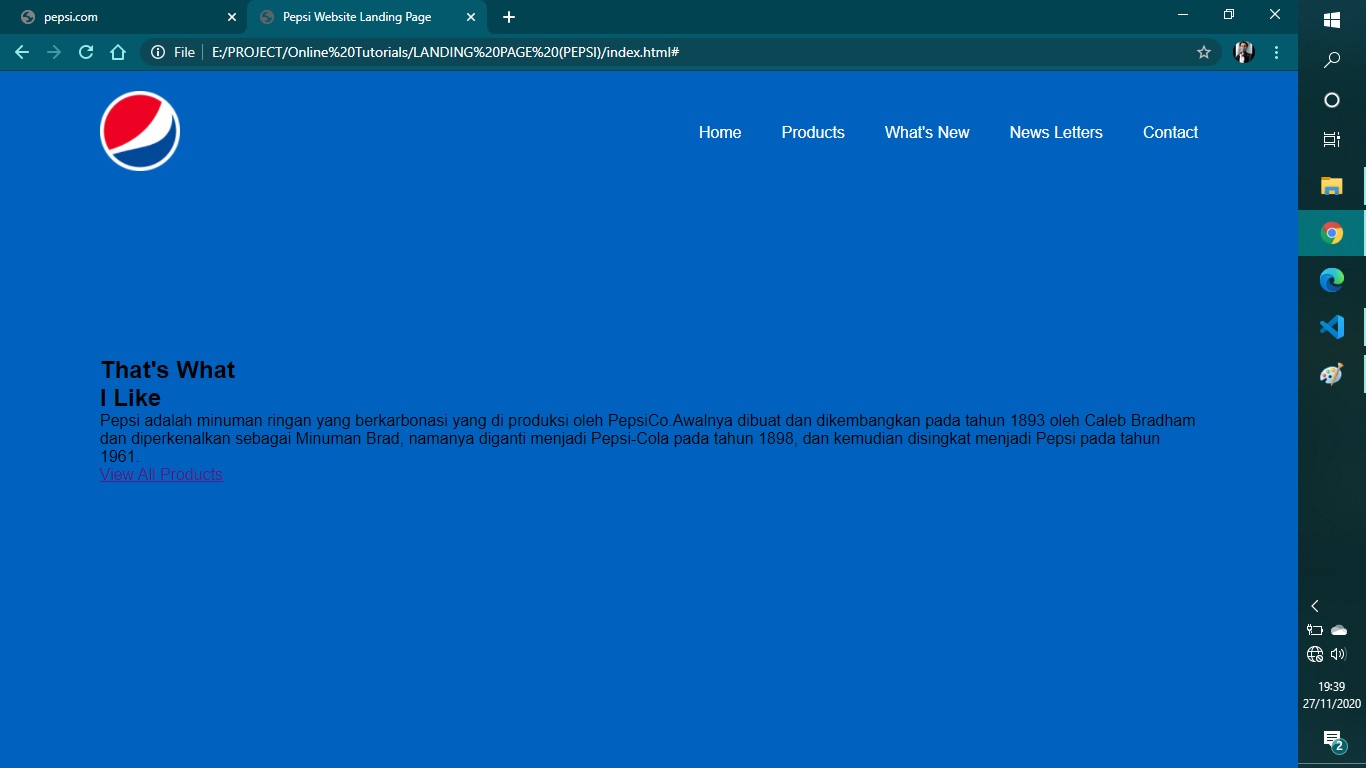 pepsi.com
Pepsi Website Landing Page
File
E:/PROJECT/Online%20Tutorials/LANDING%20PAGE%20(PEPSI)/index.html#
Home Products What's New News Letters Contact
That's What
I Like
Pepsi adalah minuman ringan yang berkarbonasi yang di produksi oleh PepsiCo.Awalnya dibuat dan dikembangkan pada tahun 1893 oleh Caleb Bradham
dan diperkenalkan sebagai Minuman Brad, namanya diganti menjadi Pepsi-Cola pada tahun 1898, dan kemudian disingkat menjadi Pepsi pada tahun
1961.
View All Products
19:39
27/11/2020
2